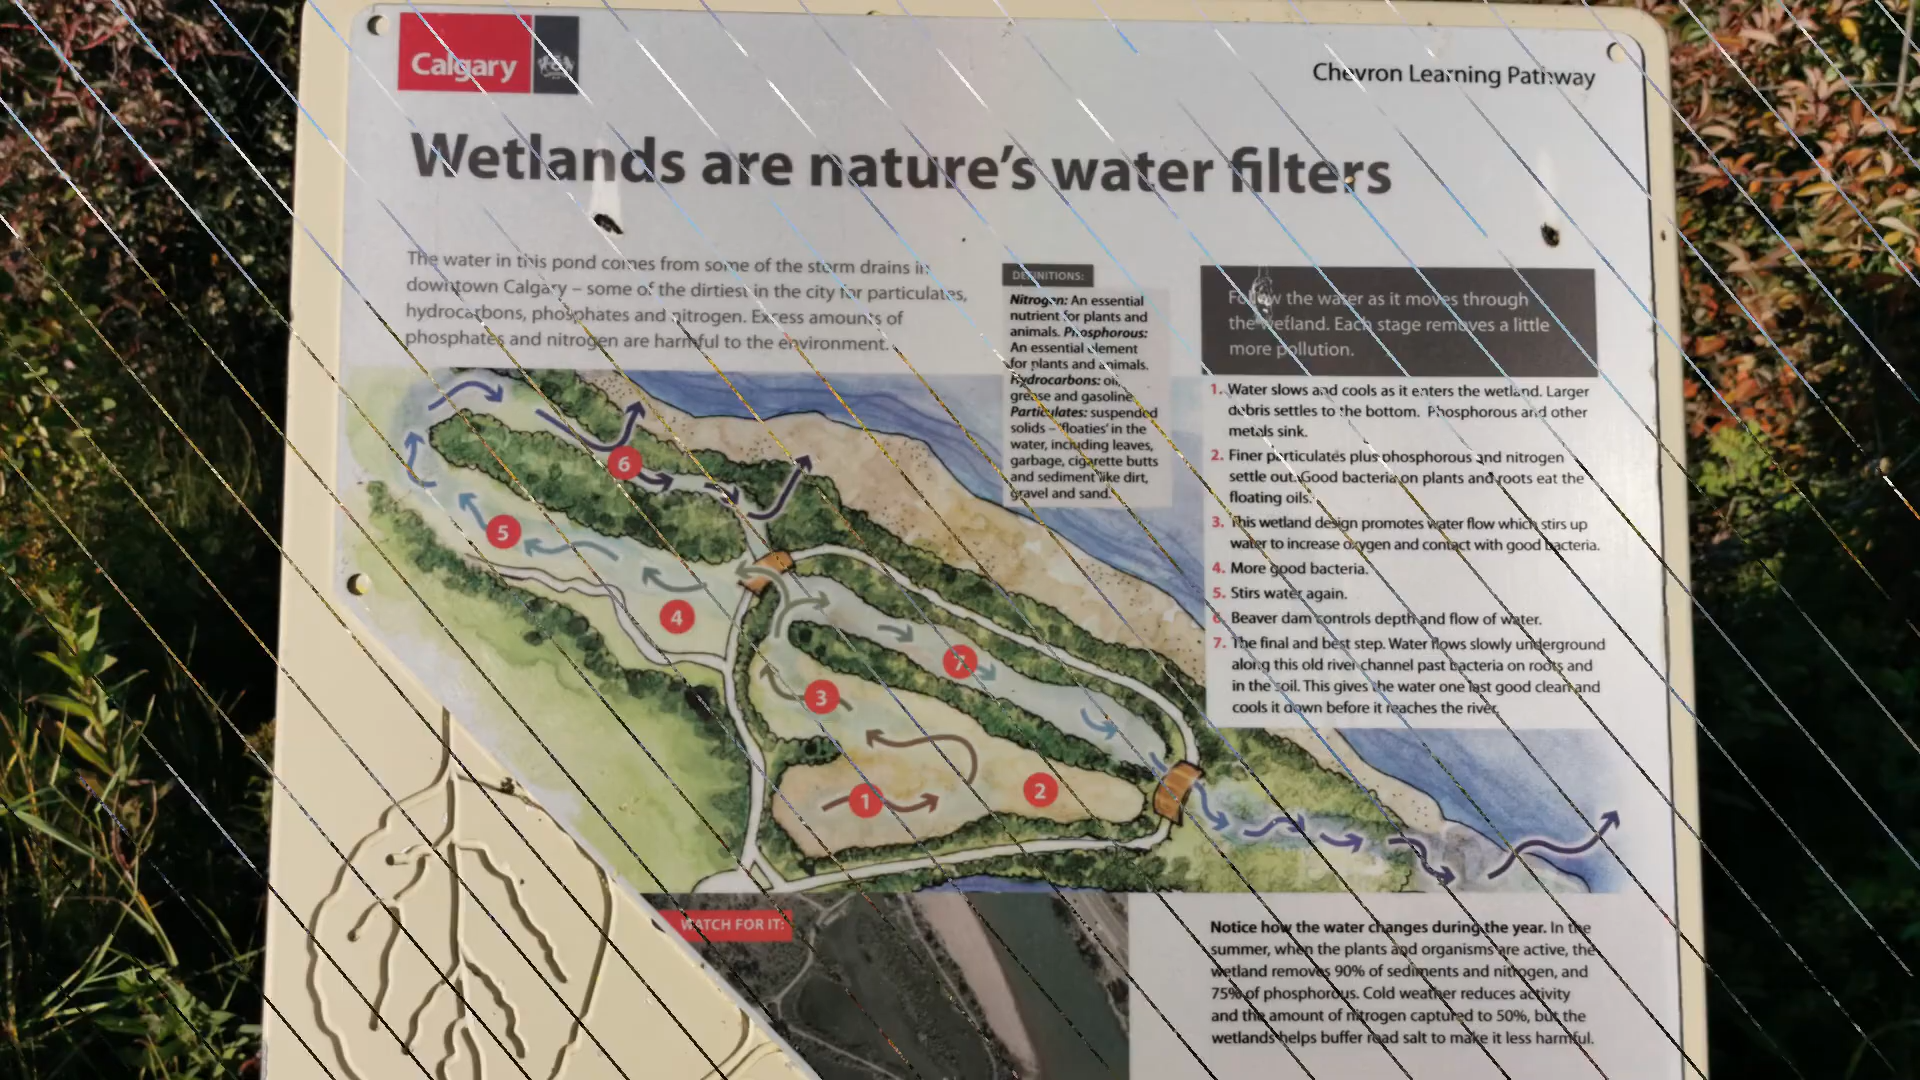 Calgary
Chevron Learning Pathway
Wetlands are nature's water filters
The water in this pond comes from some of the storm drains in
downtown Calgary – some of the dirtiest in the city for particulates,
hydrocarbons, phosphates and nitrogen. Excess amounts of
phosphates and nitrogen are harmful to the environment.
DEFINITIONS:
Nitrogen: An essential
nutrient for plants and
animals. Phosphorous:
An essential element
for plants and animals.
Hydrocarbons: oil,
grease and gasoline
Particulates: suspended
solids – 'floaties' in the
water, including leaves,
garbage, cigarette butts
and sediment like dirt,
gravel and sand.
Follow the water as it moves through
the wetland. Each stage removes a little
more pollution.
1. Water slows and cools as it enters the wetland. Larger
debris settles to the bottom. Phosphorous and other
metals sink.
2. Finer particulates plus phosphorous and nitrogen
settle out. Good bacteria on plants and roots eat the
floating oils.
3. This wetland design promotes water flow which stirs up
water to increase oxygen and contact with good bacteria.
4. More good bacteria.
5. Stirs water again.
6. Beaver dam controls depth and flow of water.
7. The final and best step. Water flows slowly underground
along this old river channel past bacteria on roots and
in the soil. This gives the water one last good clean and
cools it down before it reaches the river.
6
5
4
7
3
1
2
WATCH FOR IT:
Notice how the water changes during the year. In the
summer, when the plants and organisms are active, the
wetland removes 90% of sediments and nitrogen, and
75% of phosphorous. Cold weather reduces activity
and the amount of nitrogen captured to 50%, but the
wetlands helps buffer road salt to make it less harmful.